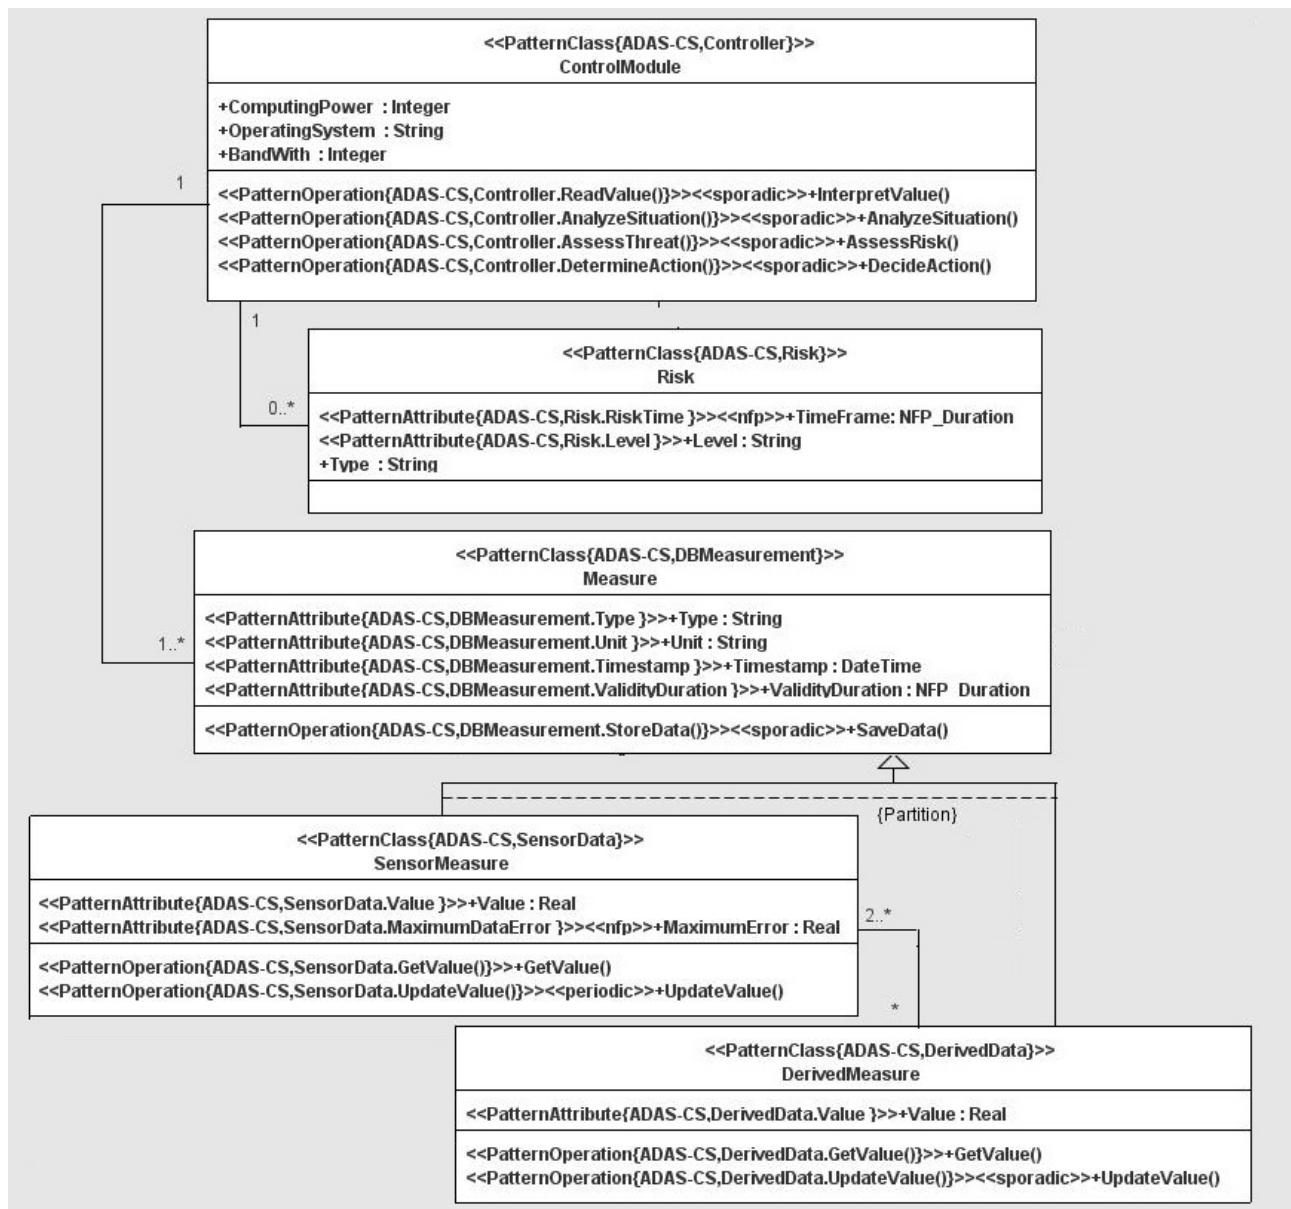 <<PatternClass{ADAS-CS,Controller}>>
ControlModule
+ComputingPower : Integer
+OperatingSystem : String
+BandWith : Integer
1
<<PatternOperation{ADAS-CS,Controller.ReadValue()}>><<sporadic>>+InterpretValue()
<<PatternOperation{ADAS-CS,Controller.AnalyzeSituation()}>><<sporadic>>+AnalyzeSituation()
<<PatternOperation{ADAS-CS,Controller.AssessThreat()}>><<sporadic>>+AssessRisk()
<<PatternOperation{ADAS-CS,Controller.DetermineAction()}>><<sporadic>>+DecideAction()
1
<<PatternClass{ADAS-CS,Risk}>>
Risk
0..*
<<PatternAttribute{ADAS-CS,Risk.RiskTime }>><<nfp>>+TimeFrame: NFP_Duration
<<PatternAttribute{ADAS-CS,Risk.Level }>>+Level : String
+Type : String
<<PatternClass{ADAS-CS,DBMeasurement}>>
Measure
<<PatternAttribute{ADAS-CS,DBMeasurement.Type }>>+Type : String
<<PatternAttribute{ADAS-CS,DBMeasurement.Unit }>>+Unit : String
1..*
<<PatternAttribute{ADAS-CS,DBMeasurement.Timestamp }>>+Timestamp : DateTime
<<PatternAttribute{ADAS-CS,DBMeasurement.ValidityDuration }>>+ValidityDuration : NFP_Duration
<<PatternOperation{ADAS-CS,DBMeasurement.StoreData()}>><<sporadic>>+SaveData()
{Partition}
<<PatternClass{ADAS-CS,SensorData}>>
SensorMeasure
<<PatternAttribute{ADAS-CS,SensorData.Value }>>+Value : Real
<<PatternAttribute{ADAS-CS,SensorData.MaximumDataError }>><<nfp>>+MaximumError : Real
2..*
<<PatternOperation{ADAS-CS,SensorData.GetValue()}>>+GetValue()
<<PatternOperation{ADAS-CS,SensorData.UpdateValue()}>><<periodic>>+UpdateValue()
*
<<PatternClass{ADAS-CS,DerivedData}>>
DerivedMeasure
<<PatternAttribute{ADAS-CS,DerivedData.Value }>>+Value : Real
<<PatternOperation{ADAS-CS,DerivedData.GetValue()}>>+GetValue()
<<PatternOperation{ADAS-CS,DerivedData.UpdateValue()}>><<sporadic>>+UpdateValue()